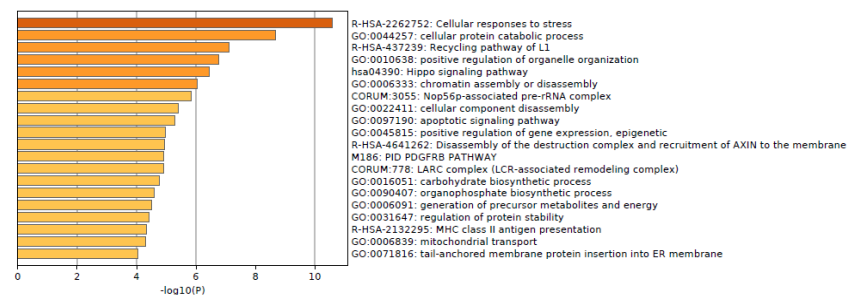 R-HSA-2262752: Cellular responses to stress
GO:0044257: cellular protein catabolic process
R-HSA-437239: Recycling pathway of L1
GO:0010638: positive regulation of organelle organization
hsa04390: Hippo signaling pathway
GO:0006333: chromatin assembly or disassembly
CORUM:3055: Nop56p-associated pre-rRNA complex
GO:0022411: cellular component disassembly
GO:0097190: apoptotic signaling pathway
GO:0045815: positive regulation of gene expression, epigenetic
R-HSA-4641262: Disassembly of the destruction complex and recruitment of AXIN to the membrane
M186: PID PDGFRB PATHWAY
CORUM:778: LARC complex (LCR-associated remodeling complex)
GO:0016051: carbohydrate biosynthetic process
GO:0090407: organophosphate biosynthetic process
GO:0006091: generation of precursor metabolites and energy
GO:0031647: regulation of protein stability
R-HSA-2132295: MHC class II antigen presentation
GO:0006839: mitochondrial transport
GO:0071816: tail-anchored membrane protein insertion into ER membrane
0 2 4 6 8 10
-log10(P)